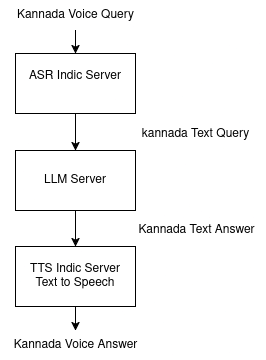 Kannada Voice Query
ASR Indic Server
kannada Text Query
LLM Server
Kannada Text Answer
TTS Indic Server
Text to Speech
Kannada Voice Answer